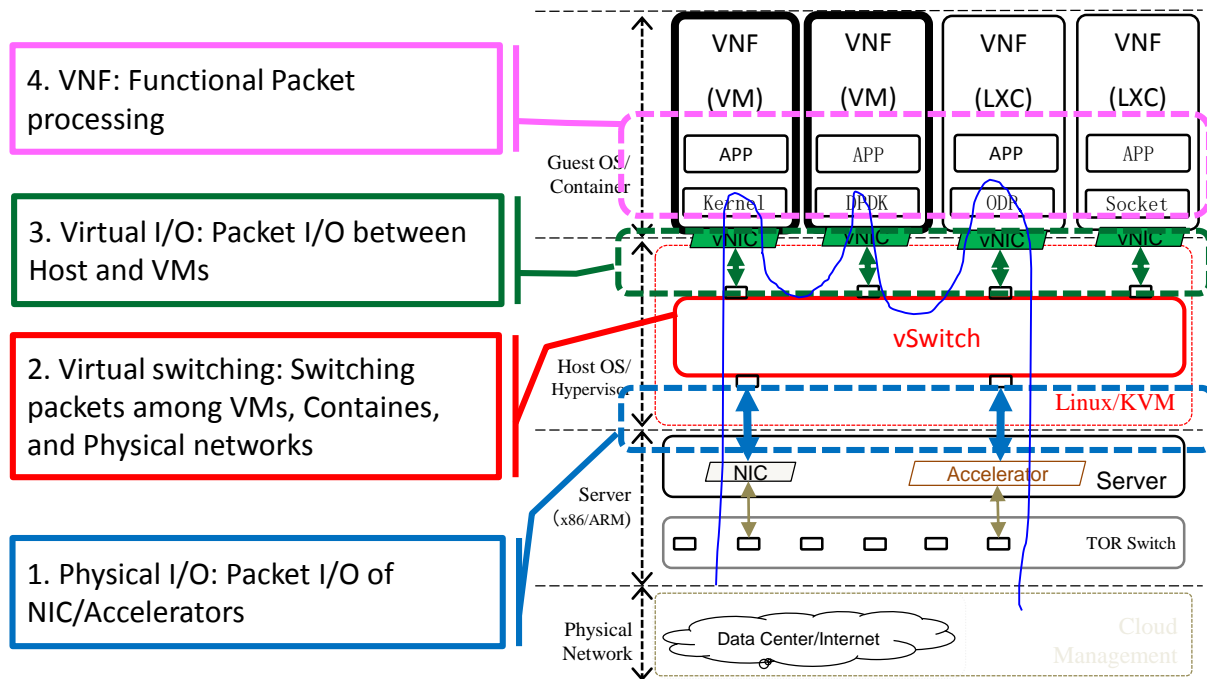 4. VNF: Functional Packet
processing
3. Virtual I/O: Packet I/O between
Host and VMs
2. Virtual switching: Switching
packets among VMs, Containes,
and Physical networks
1. Physical I/O: Packet I/O of
NIC/Accelerators
Guest OS/
Container
Host OS/
Hypervisor
Server
(x86/ARM)
Physical
Network
VNF
(VM)
APP
Kernel
vNIC
VNF
(VM)
APP
DPDK
vNIC
VNF
(LXC)
APP
ODP
vNIC
VNF
(LXC)
APP
Socket
vNIC
vSwitch
Linux/KVM
NIC
Accelerator
Server
TOR Switch
Data Center/Internet
Cloud
Management